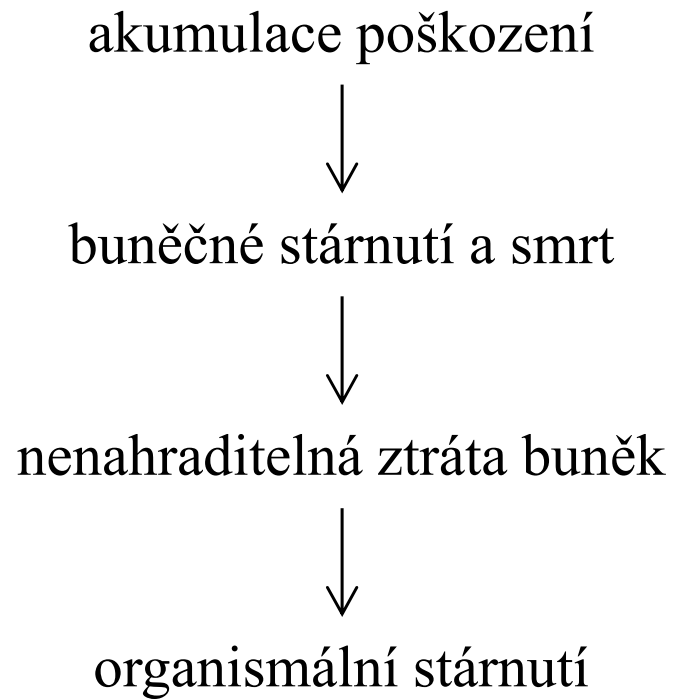 akumulace poškození
buněčné stárnutí a smrt
nenahraditelná ztráta buněk
organismální stárnutí